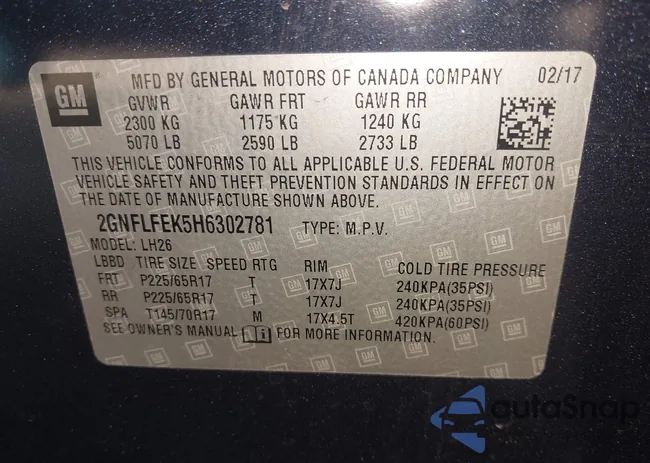 GM MFD BY GENERAL MOTORS OF CANADA COMPANY 02/17
GVWR GAWR FRT GAWR RR
2300 KG 1175 KG 1240 KG
5070 LB 2590 LB 2733 LB
THIS VEHICLE CONFORMS TO ALL APPLICABLE U.S. FEDERAL MOTOR
VEHICLE SAFETY AND THEFT PREVENTION STANDARDS IN EFFECT ON
THE DATE OF MANUFACTURE SHOWN ABOVE.
2GNFLFEK5H6302781 TYPE: M.P.V.
MODEL: LH26
LBBD TIRE SIZE SPEED RTG RIM COLD TIRE PRESSURE
FRT P225/65R17 T 17X7J 240KPA(35PSI)
RR P225/65R17 T 17X7J 240KPA(35PSI)
SPA T145/70R17 M 17X4.5T 420KPA(60PSI)
SEE OWNER'S MANUAL FOR MORE INFORMATION.
autoSnap